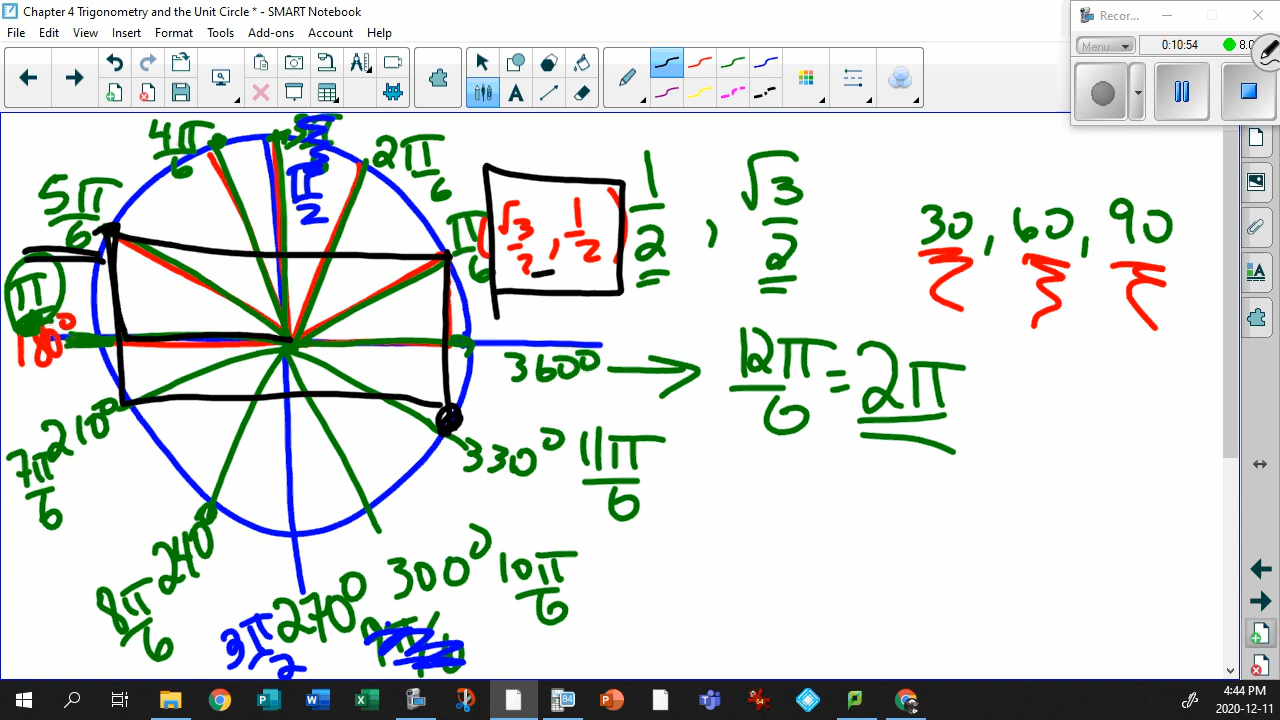 Chapter 4 Trigonometry and the Unit Circle * - SMART Notebook
File Edit View Insert Format Tools Add-ons Account Help
Recor...
Menu 0:10:54 8.0
4π/6
π/2
2π/6
5π/6
π/6
(√3/2, 1/2)
1/2, √3/2
30, 60, 90
π
180°
360° → 12π/6 = 2π
7π/6 210°
330° 11π/6
8π/6 240°
3π/2 270°
300° 10π/6
4:44 PM
2020-12-11